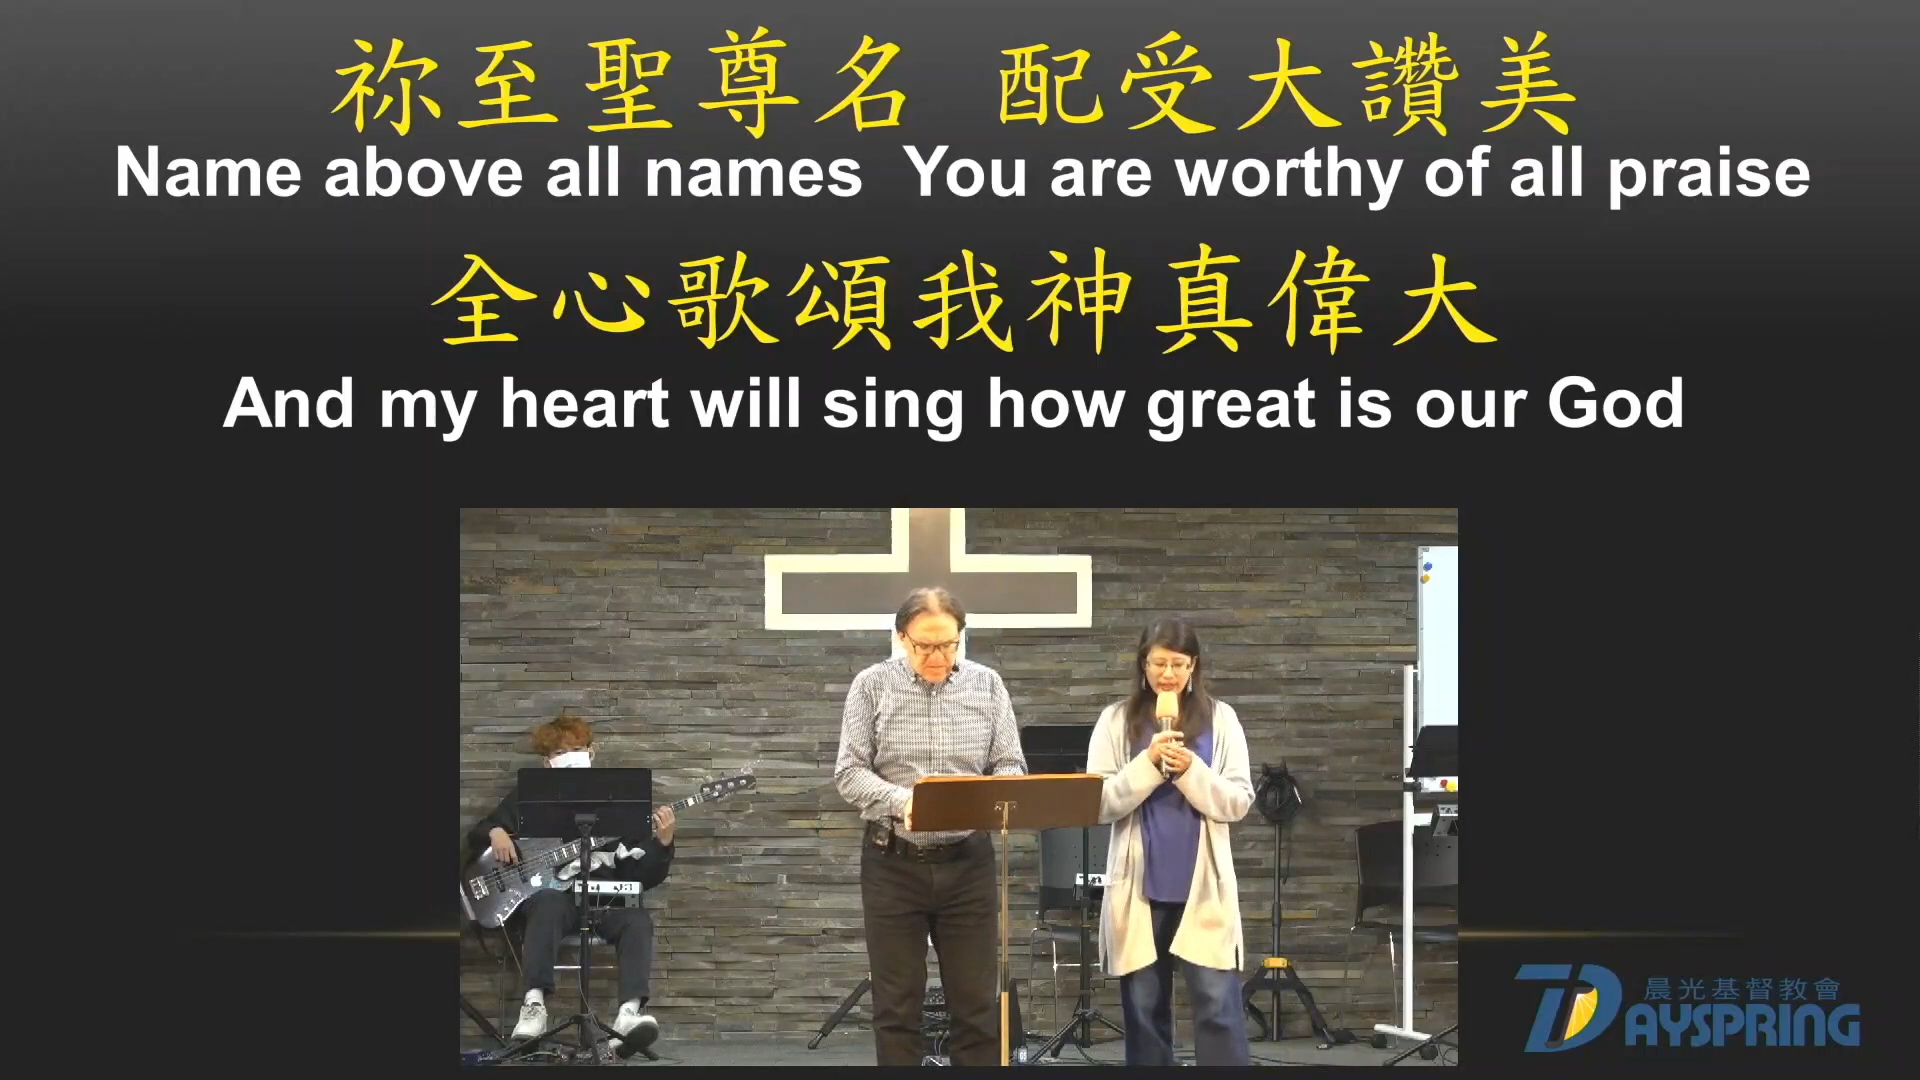 祢至聖尊名 配受大讚美
Name above all names You are worthy of all praise
全心歌頌我神真偉大
And my heart will sing how great is our God
晨光基督教會
DAYSPRING